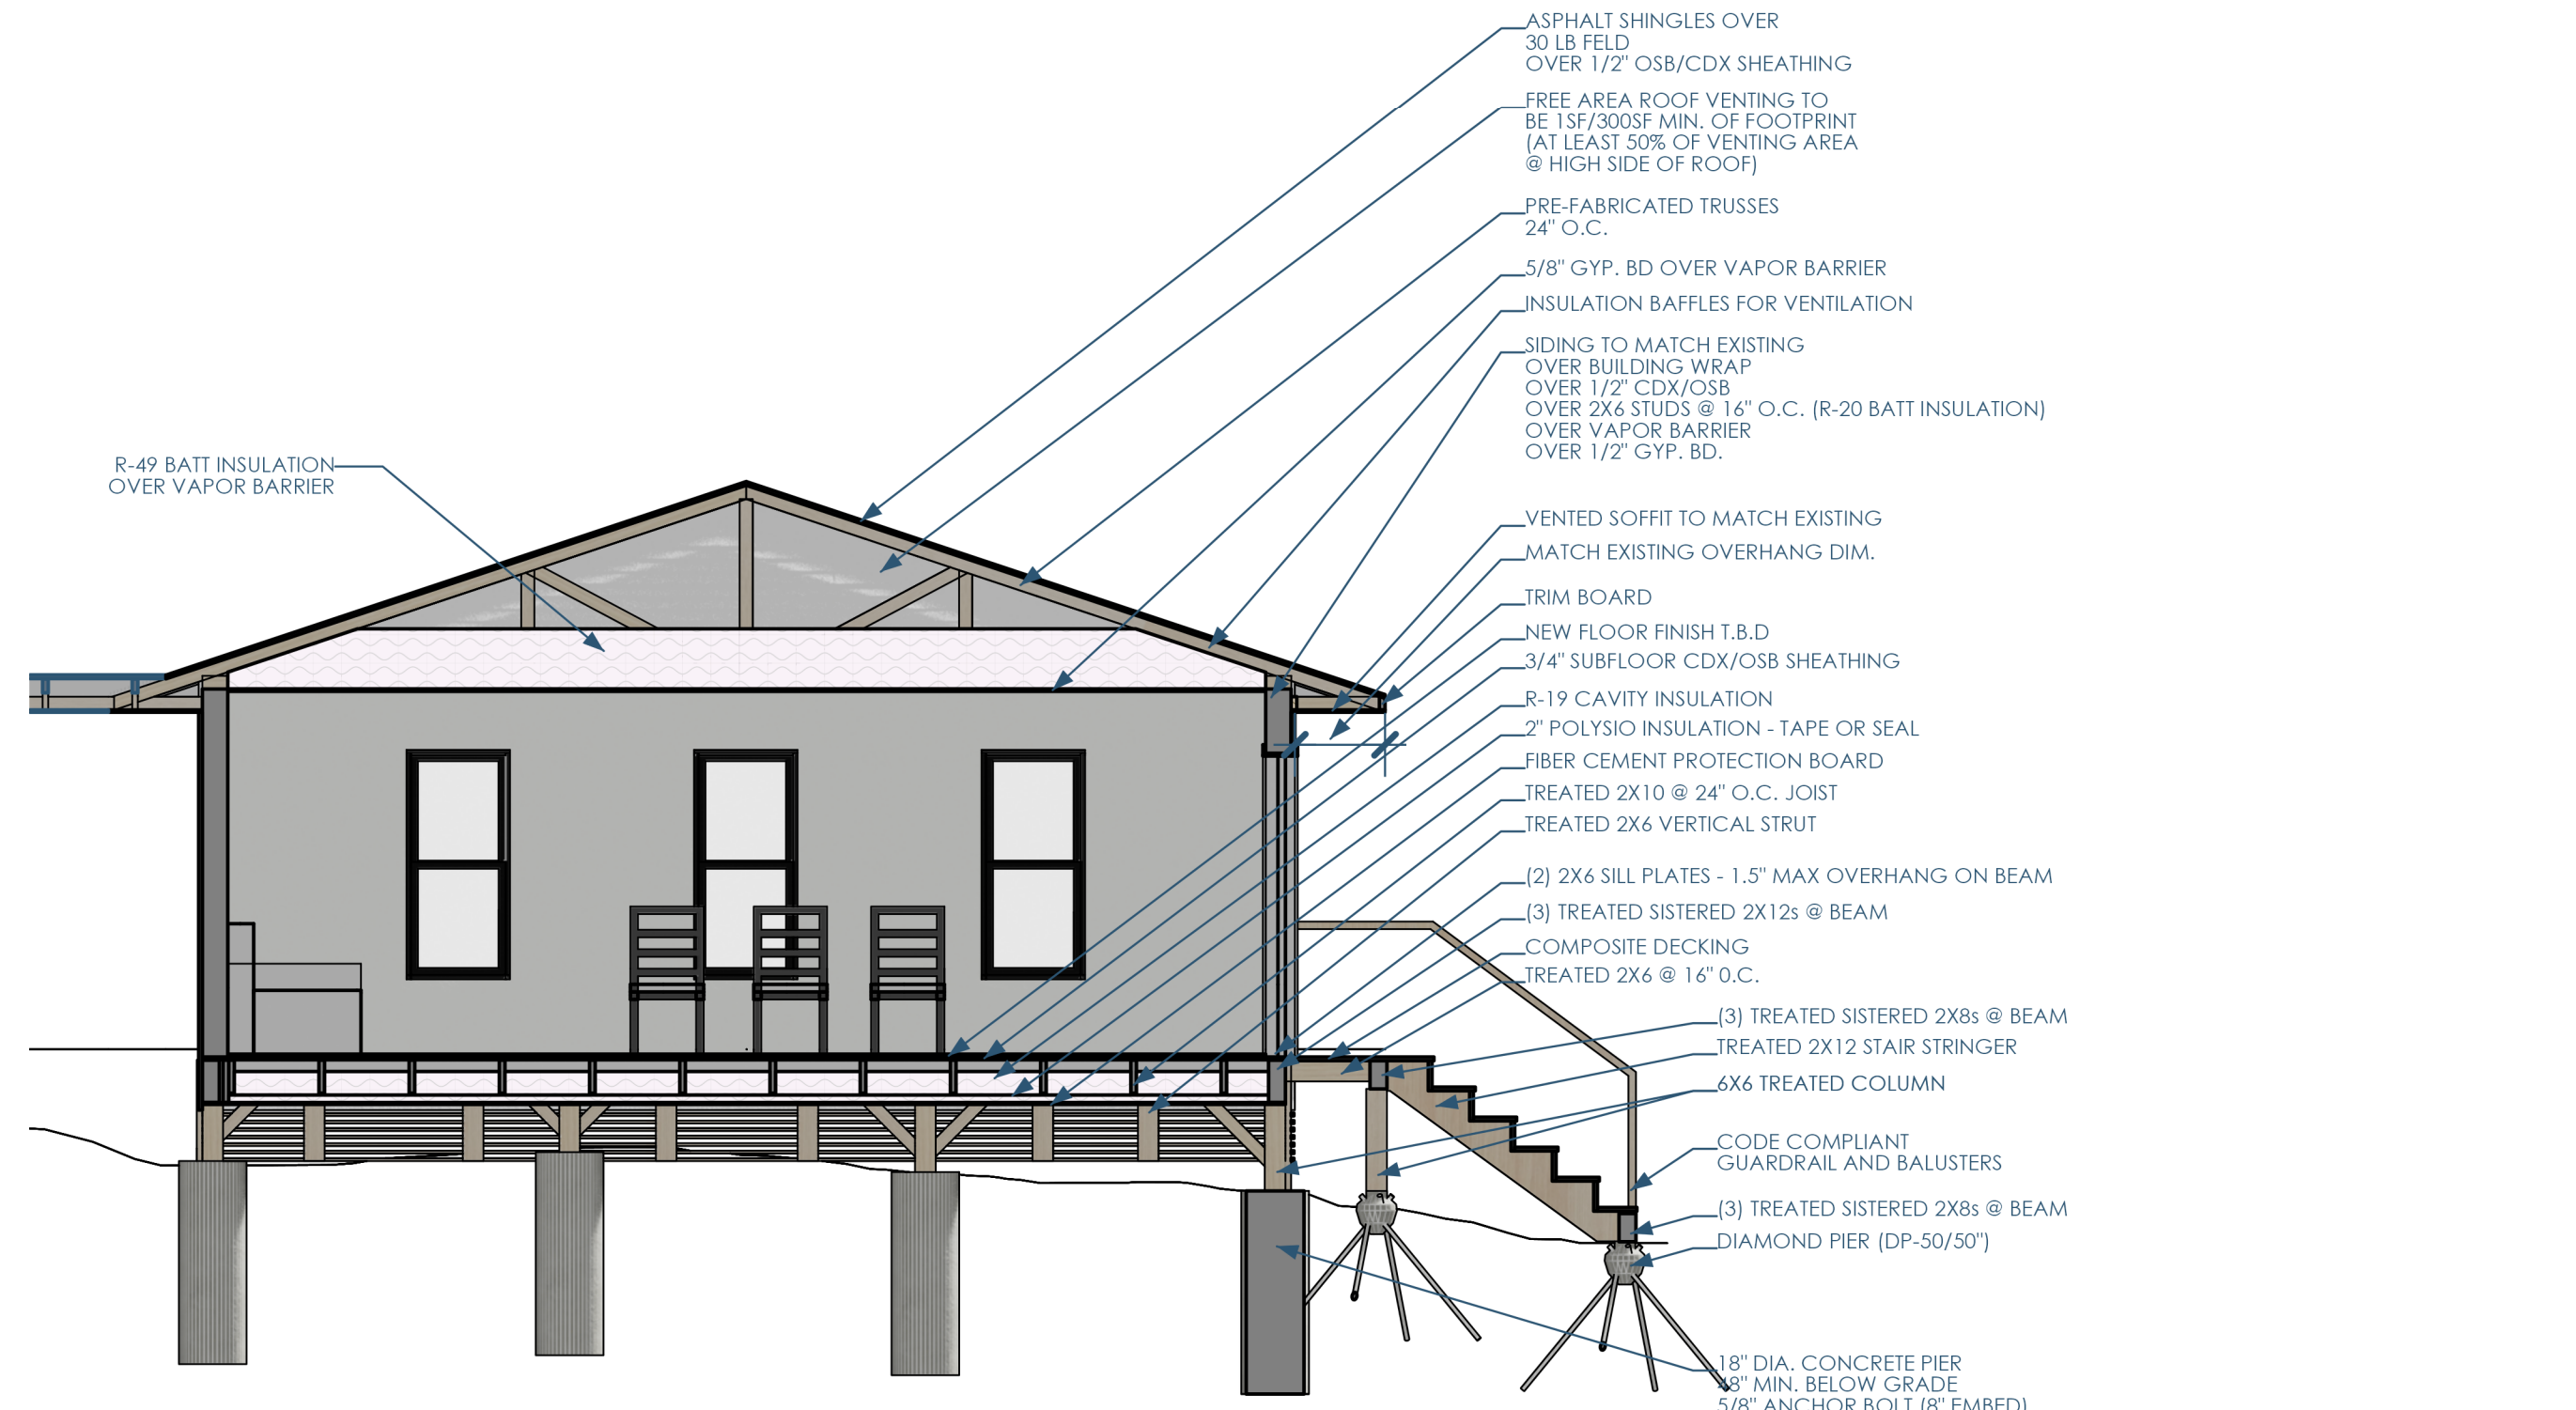 ASPHALT SHINGLES OVER
30 LB FELD
OVER 1/2" OSB/CDX SHEATHING
FREE AREA ROOF VENTING TO
BE 1SF/300SF MIN. OF FOOTPRINT
(AT LEAST 50% OF VENTING AREA
@ HIGH SIDE OF ROOF)
PRE-FABRICATED TRUSSES
24" O.C.
5/8" GYP. BD OVER VAPOR BARRIER
INSULATION BAFFLES FOR VENTILATION
SIDING TO MATCH EXISTING
OVER BUILDING WRAP
OVER 1/2" CDX/OSB
OVER 2X6 STUDS @ 16" O.C. (R-20 BATT INSULATION)
OVER VAPOR BARRIER
OVER 1/2" GYP. BD.
R-49 BATT INSULATION
OVER VAPOR BARRIER
VENTED SOFFIT TO MATCH EXISTING
MATCH EXISTING OVERHANG DIM.
TRIM BOARD
NEW FLOOR FINISH T.B.D
3/4" SUBFLOOR CDX/OSB SHEATHING
R-19 CAVITY INSULATION
2" POLYSIO INSULATION - TAPE OR SEAL
FIBER CEMENT PROTECTION BOARD
TREATED 2X10 @ 24" O.C. JOIST
TREATED 2X6 VERTICAL STRUT
(2) 2X6 SILL PLATES - 1.5" MAX OVERHANG ON BEAM
(3) TREATED SISTERED 2X12s @ BEAM
COMPOSITE DECKING
TREATED 2X6 @ 16" 0.C.
(3) TREATED SISTERED 2X8s @ BEAM
TREATED 2X12 STAIR STRINGER
6X6 TREATED COLUMN
CODE COMPLIANT
GUARDRAIL AND BALUSTERS
(3) TREATED SISTERED 2X8s @ BEAM
DIAMOND PIER (DP-50/50")
18" DIA. CONCRETE PIER
48" MIN. BELOW GRADE
5/8" ANCHOR BOLT (8" EMBED)